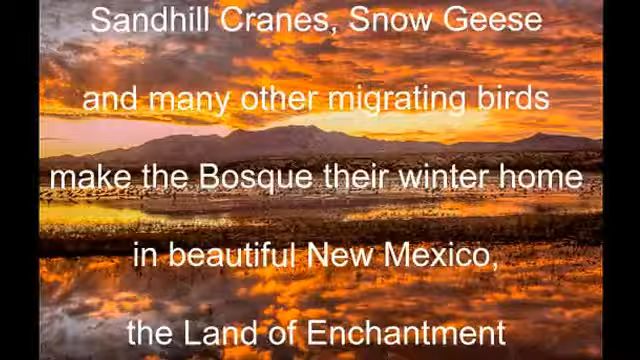 Sandhill Cranes, Snow Geese
and many other migrating birds
make the Bosque their winter home
in beautiful New Mexico,
the Land of Enchantment